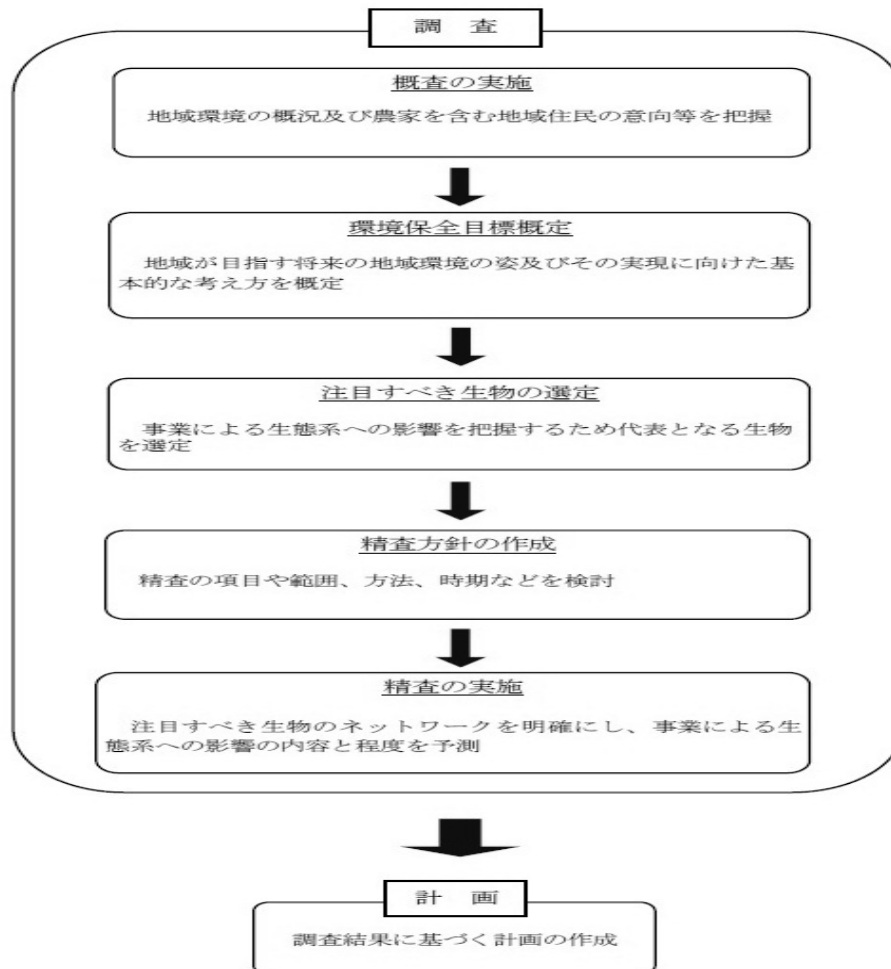 調　査
概査の実施
地域環境の概況及び農家を含む地域住民の意向等を把握
環境保全目標概定
地域が目指す将来の地域環境の姿及びその実現に向けた基
本的な考え方を概定
注目すべき生物の選定
事業による生態系への影響を把握するため代表となる生物
を選定
精査方針の作成
精査の項目や範囲、方法、時期などを検討
精査の実施
注目すべき生物のネットワークを明確にし、事業による生
態系への影響の内容と程度を予測
計　画
調査結果に基づく計画の作成